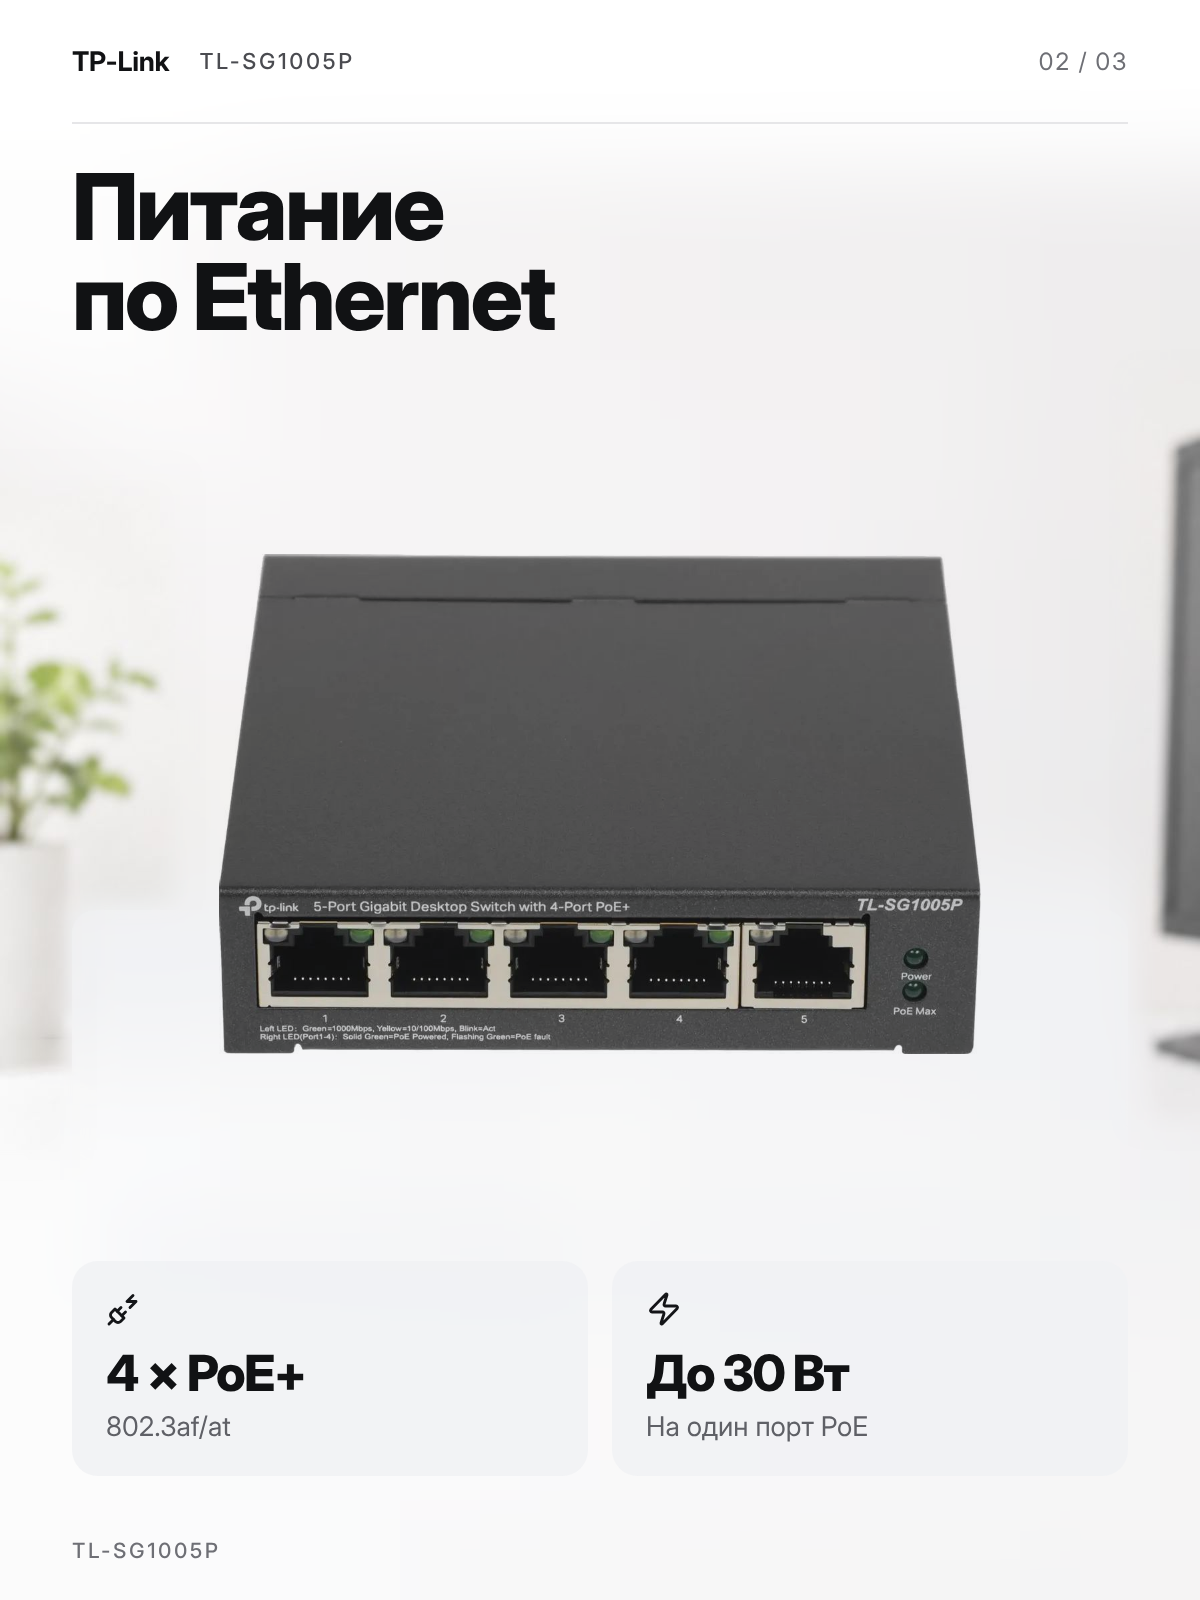 TP-Link TL-SG1005P 02 / 03
Питание
по Ethernet
tp-link 5-Port Gigabit Desktop Switch with 4-Port PoE+ TL-SG1005P
Power
PoE Max
1 2 3 4 5
Left LED: Green=1000Mbps, Yellow=10/100Mbps, Blink=Act
Right LED(Port1-4): Solid Green=PoE Powered, Flashing Green=PoE fault
4 × PoE+
802.3af/at
До 30 Вт
На один порт PoE
TL-SG1005P